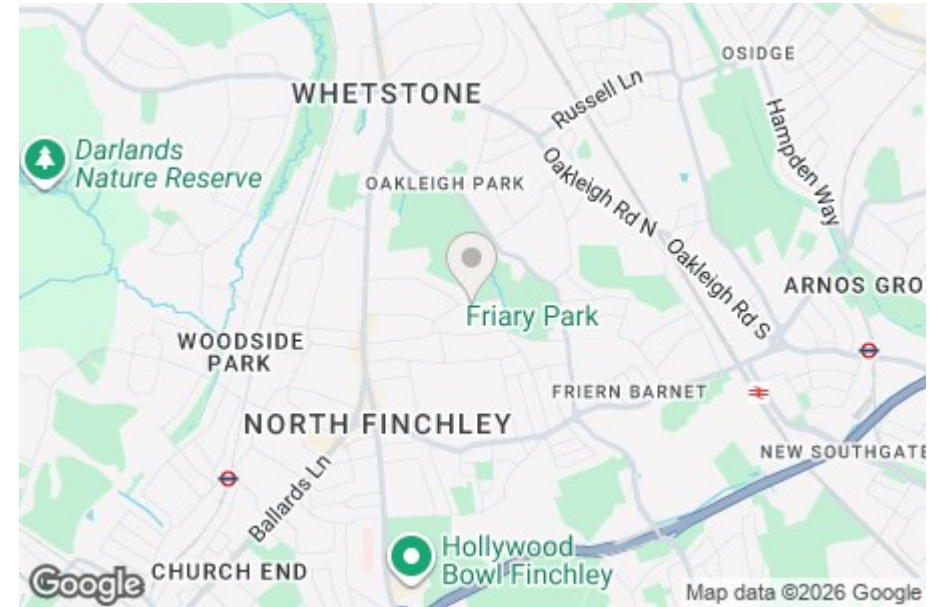 OSIDGE
WHETSTONE
Russell Ln
Hampden Way
Darlands
Nature Reserve
OAKLEIGH PARK
Oakleigh Rd N
Oakleigh Rd S
ARNOS GRO
Friary Park
WOODSIDE
PARK
FRIERN BARNET
NORTH FINCHLEY
NEW SOUTHGATE
Ballards Ln
Hollywood
Bowl Finchley
CHURCH END
Google
Map data ©2026 Google